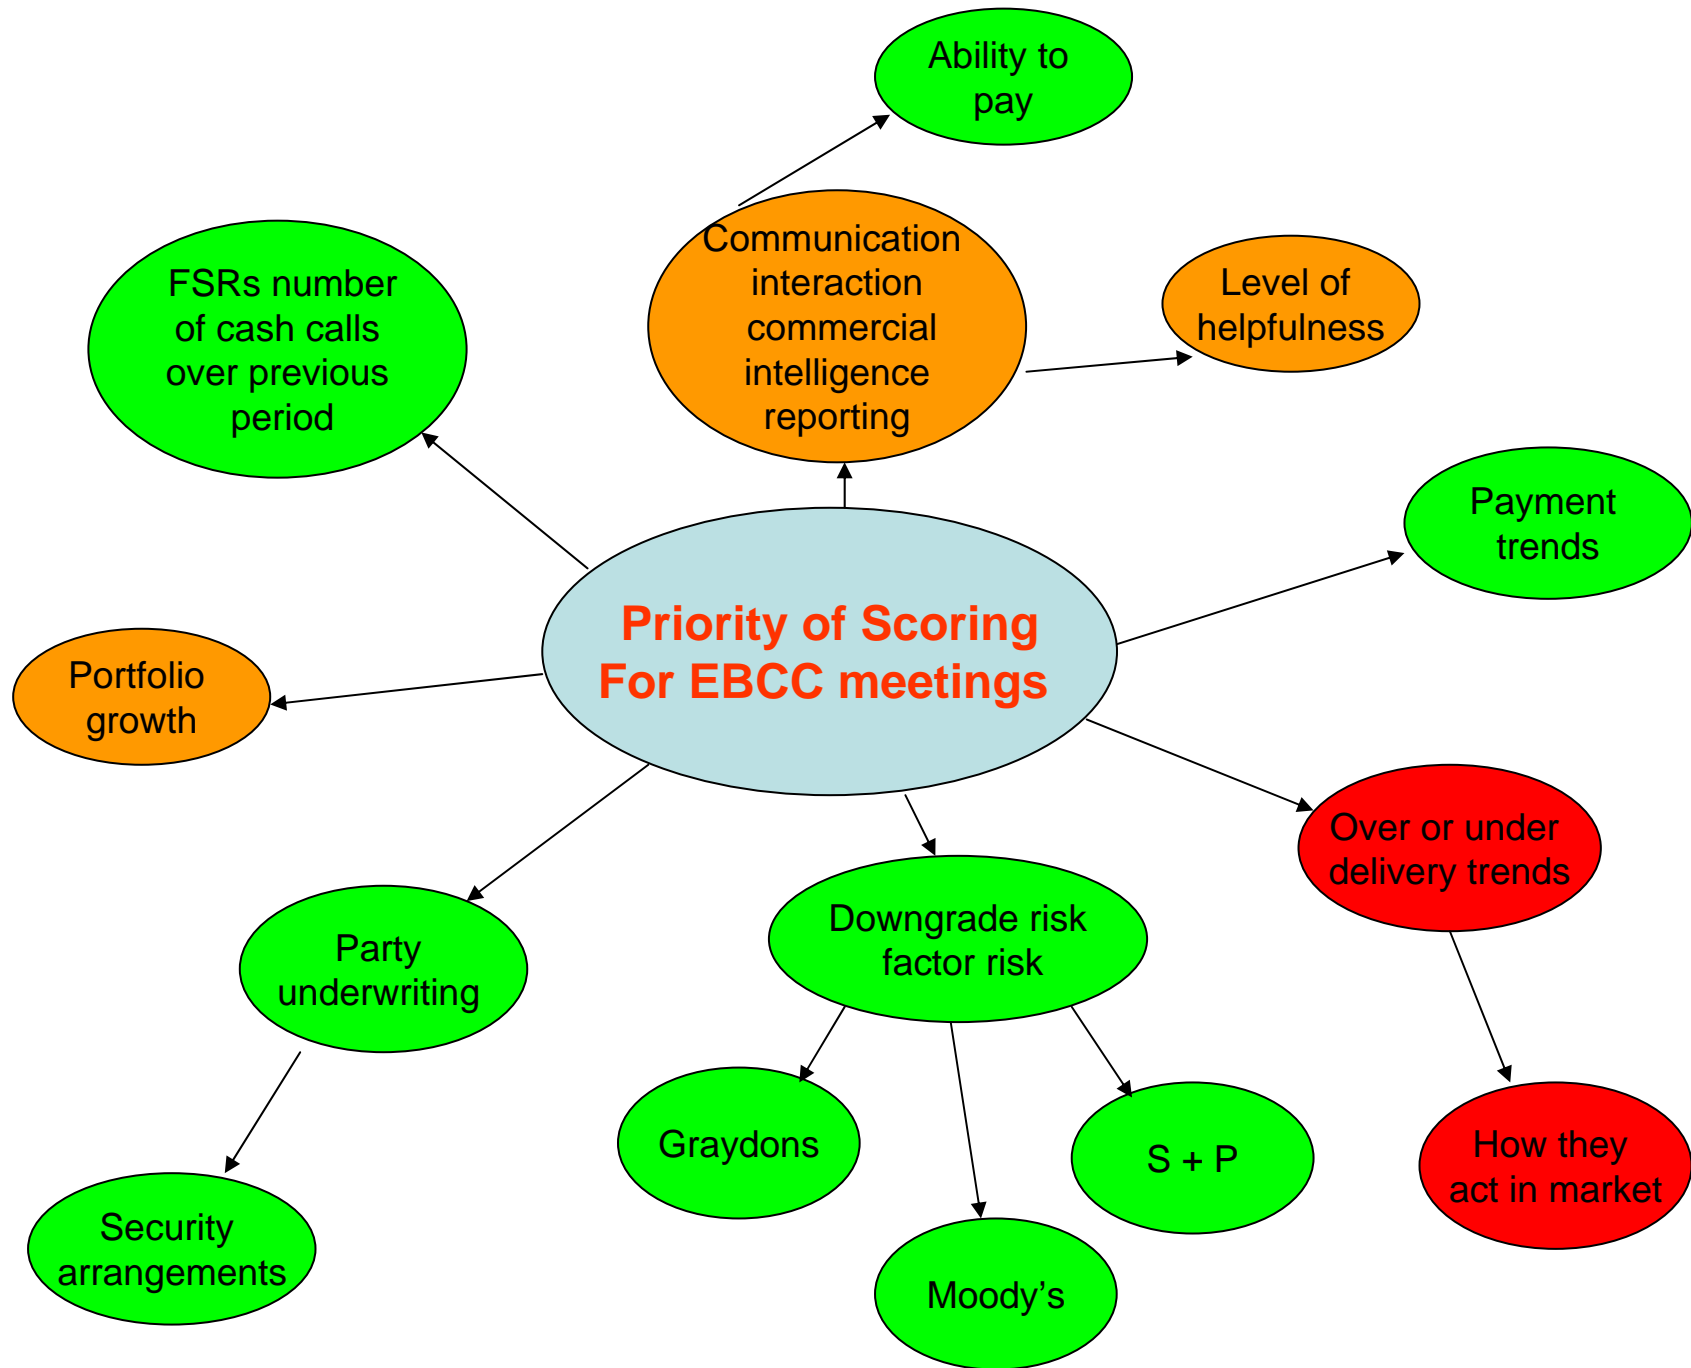 Ability to
pay
Communication
interaction
commercial
intelligence
reporting
FSRs number
of cash calls
over previous
period
Level of
helpfulness
Payment
trends
Priority of Scoring
For EBCC meetings
Portfolio
growth
Over or under
delivery trends
Party
underwriting
Downgrade risk
factor risk
Graydons
S + P
How they
act in market
Security
arrangements
Moody’s